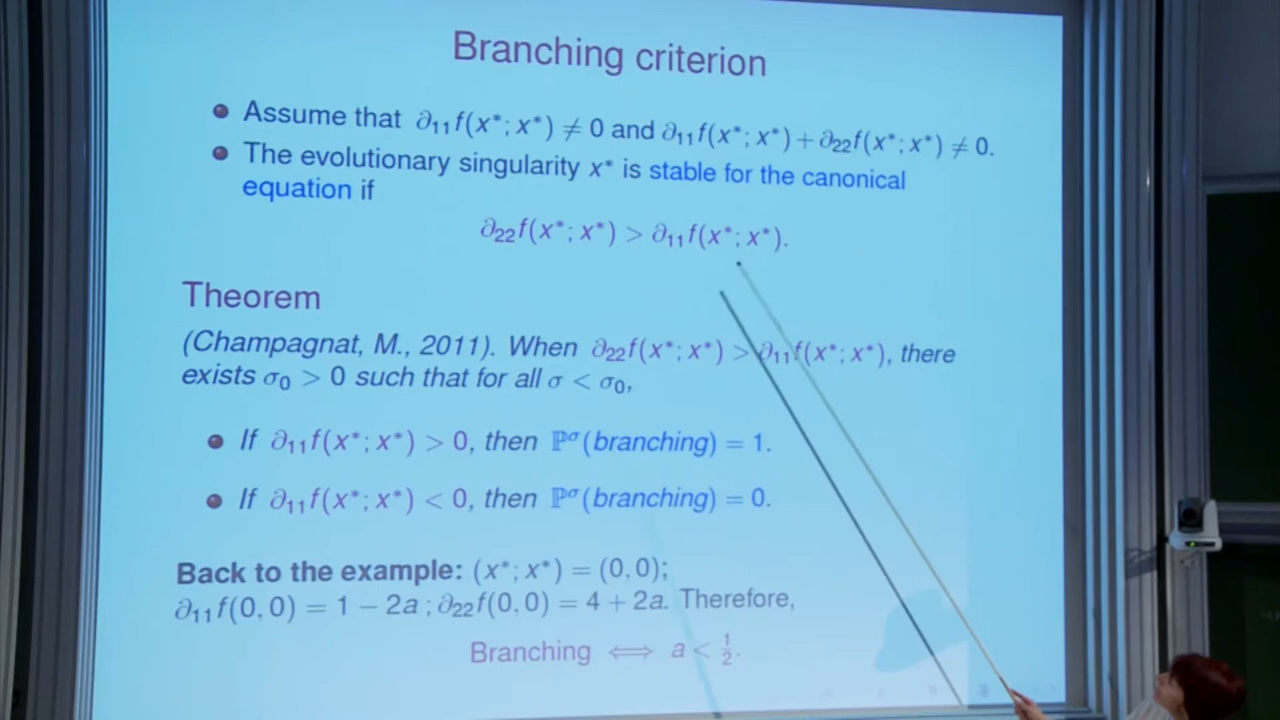 Branching criterion
Assume that ∂₁₁f(x*; x*) ≠ 0 and ∂₁₁f(x*; x*) + ∂₂₂f(x*; x*) ≠ 0.
The evolutionary singularity x* is stable for the canonical
equation if
∂₂₂f(x*; x*) > ∂₁₁f(x*; x*).
Theorem
(Champagnat, M., 2011). When ∂₂₂f(x*; x*) > ∂₁₁f(x*; x*), there
exists σ₀ > 0 such that for all σ < σ₀,
If ∂₁₁f(x*; x*) > 0, then ℙ^σ(branching) = 1.
If ∂₁₁f(x*; x*) < 0, then ℙ^σ(branching) = 0.
Back to the example: (x*; x*) = (0, 0);
∂₁₁f(0, 0) = 1 − 2a ; ∂₂₂f(0, 0) = 4 + 2a. Therefore,
Branching ⟺ a < 1/2.